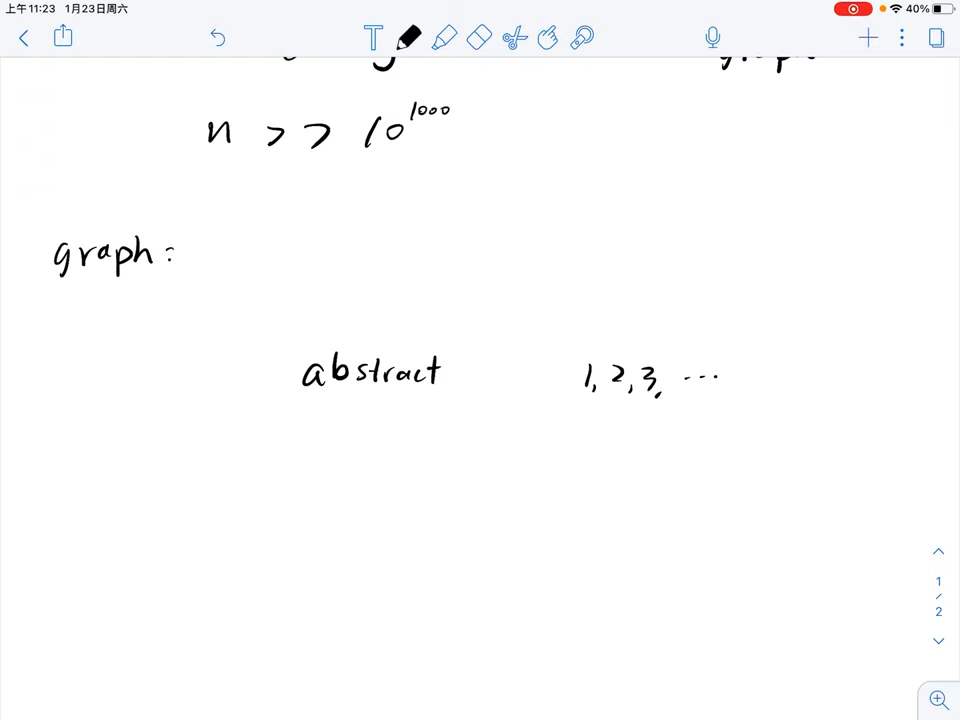 上午11:23 1月23日周六 40%
n >> 10^1000
graph:
abstract 1, 2, 3, ...
1
/
2